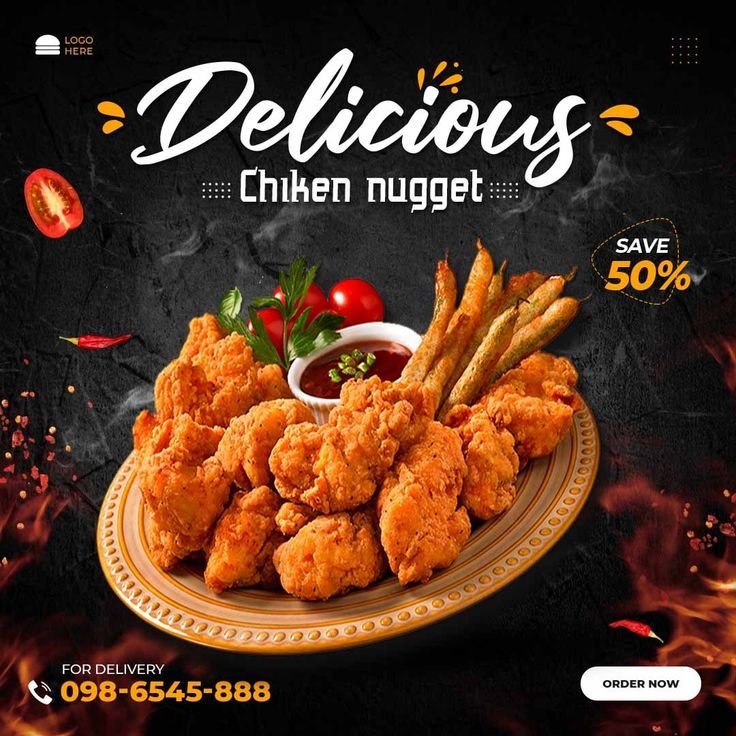 LOGO
HERE
Delicious
Chiken nugget
SAVE
50%
FOR DELIVERY
098-6545-888
ORDER NOW